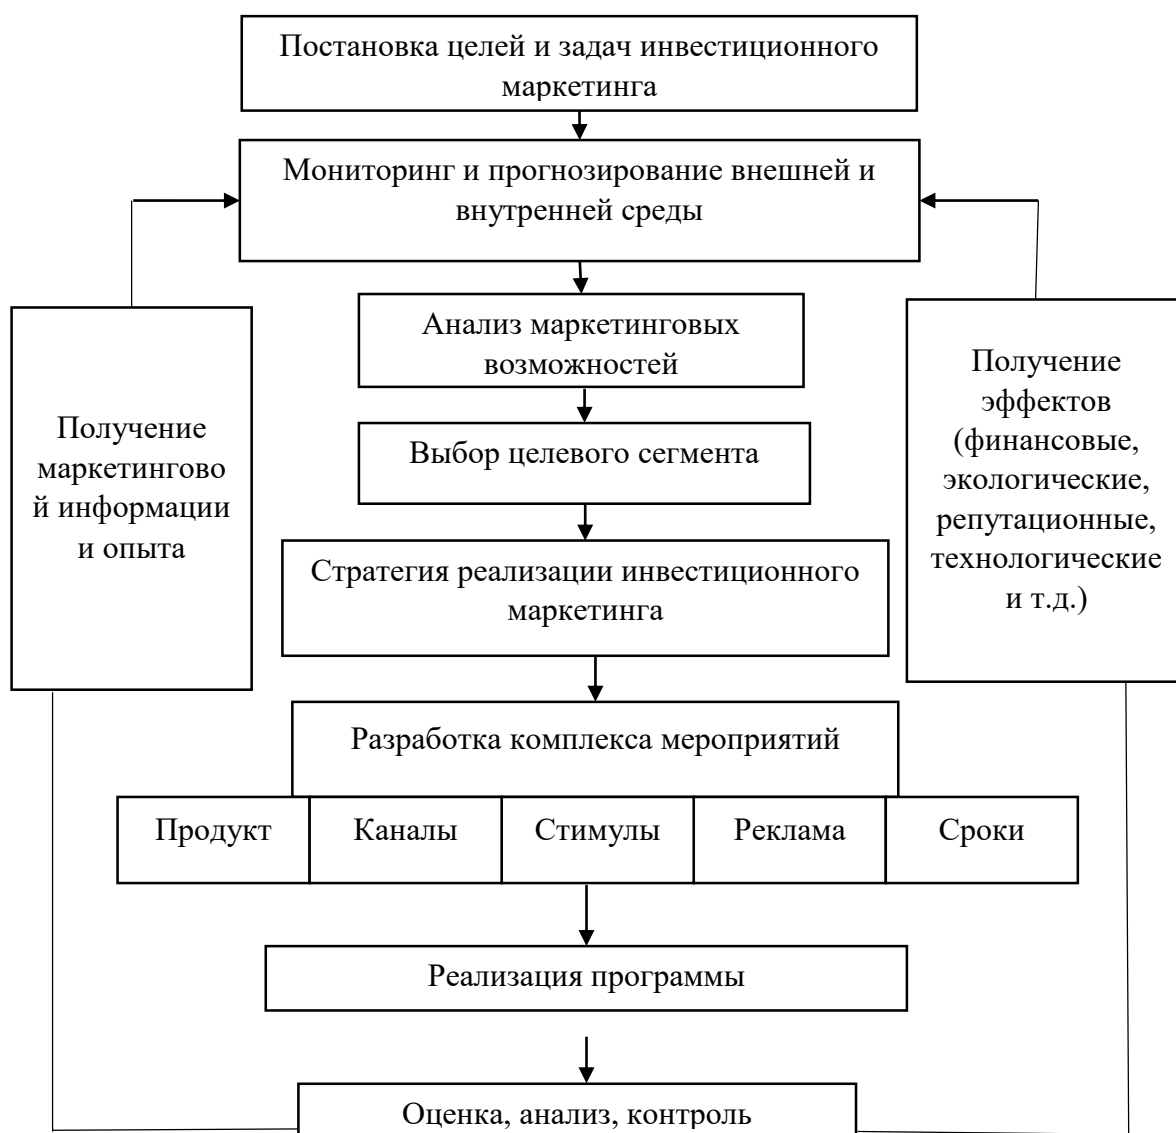 Постановка целей и задач инвестиционного
маркетинга
Мониторинг и прогнозирование внешней и
внутренней среды
Анализ маркетинговых
возможностей
Получение
маркетингово
й информации
и опыта
Получение
эффектов
(финансовые,
экологические,
репутационные,
технологические
и т.д.)
Выбор целевого сегмента
Стратегия реализации инвестиционного
маркетинга
Разработка комплекса мероприятий
Продукт Каналы Стимулы Реклама Сроки
Реализация программы
Оценка, анализ, контроль